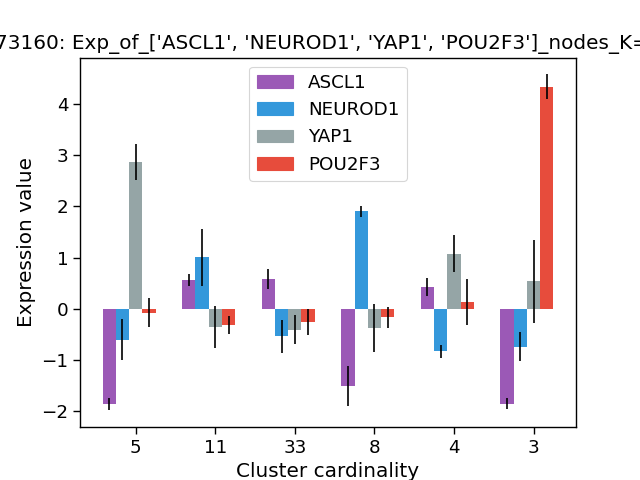 73160: Exp_of_['ASCL1', 'NEUROD1', 'YAP1', 'POU2F3']_nodes_K=
ASCL1
NEUROD1
YAP1
POU2F3
Expression value
4
3
2
1
0
−1
−2
5 11 33 8 4 3
Cluster cardinality